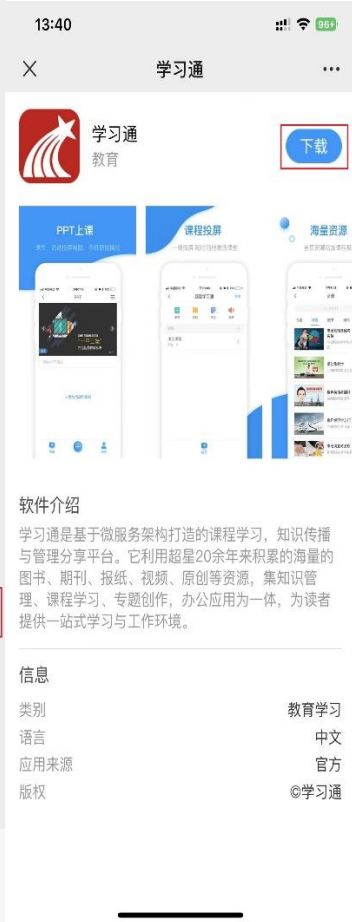 13:40
96
学习通
学习通
教育
下载
PPT上课
课程投屏
海量资源
软件介绍
学习通是基于微服务架构打造的课程学习，知识传播
与管理分享平台。它利用超星20余年来积累的海量的
图书、期刊、报纸、视频、原创等资源，集知识管
理、课程学习、专题创作，办公应用为一体，为读者
提供一站式学习与工作环境。
信息
类别 教育学习
语言 中文
应用来源 官方
版权 ©学习通